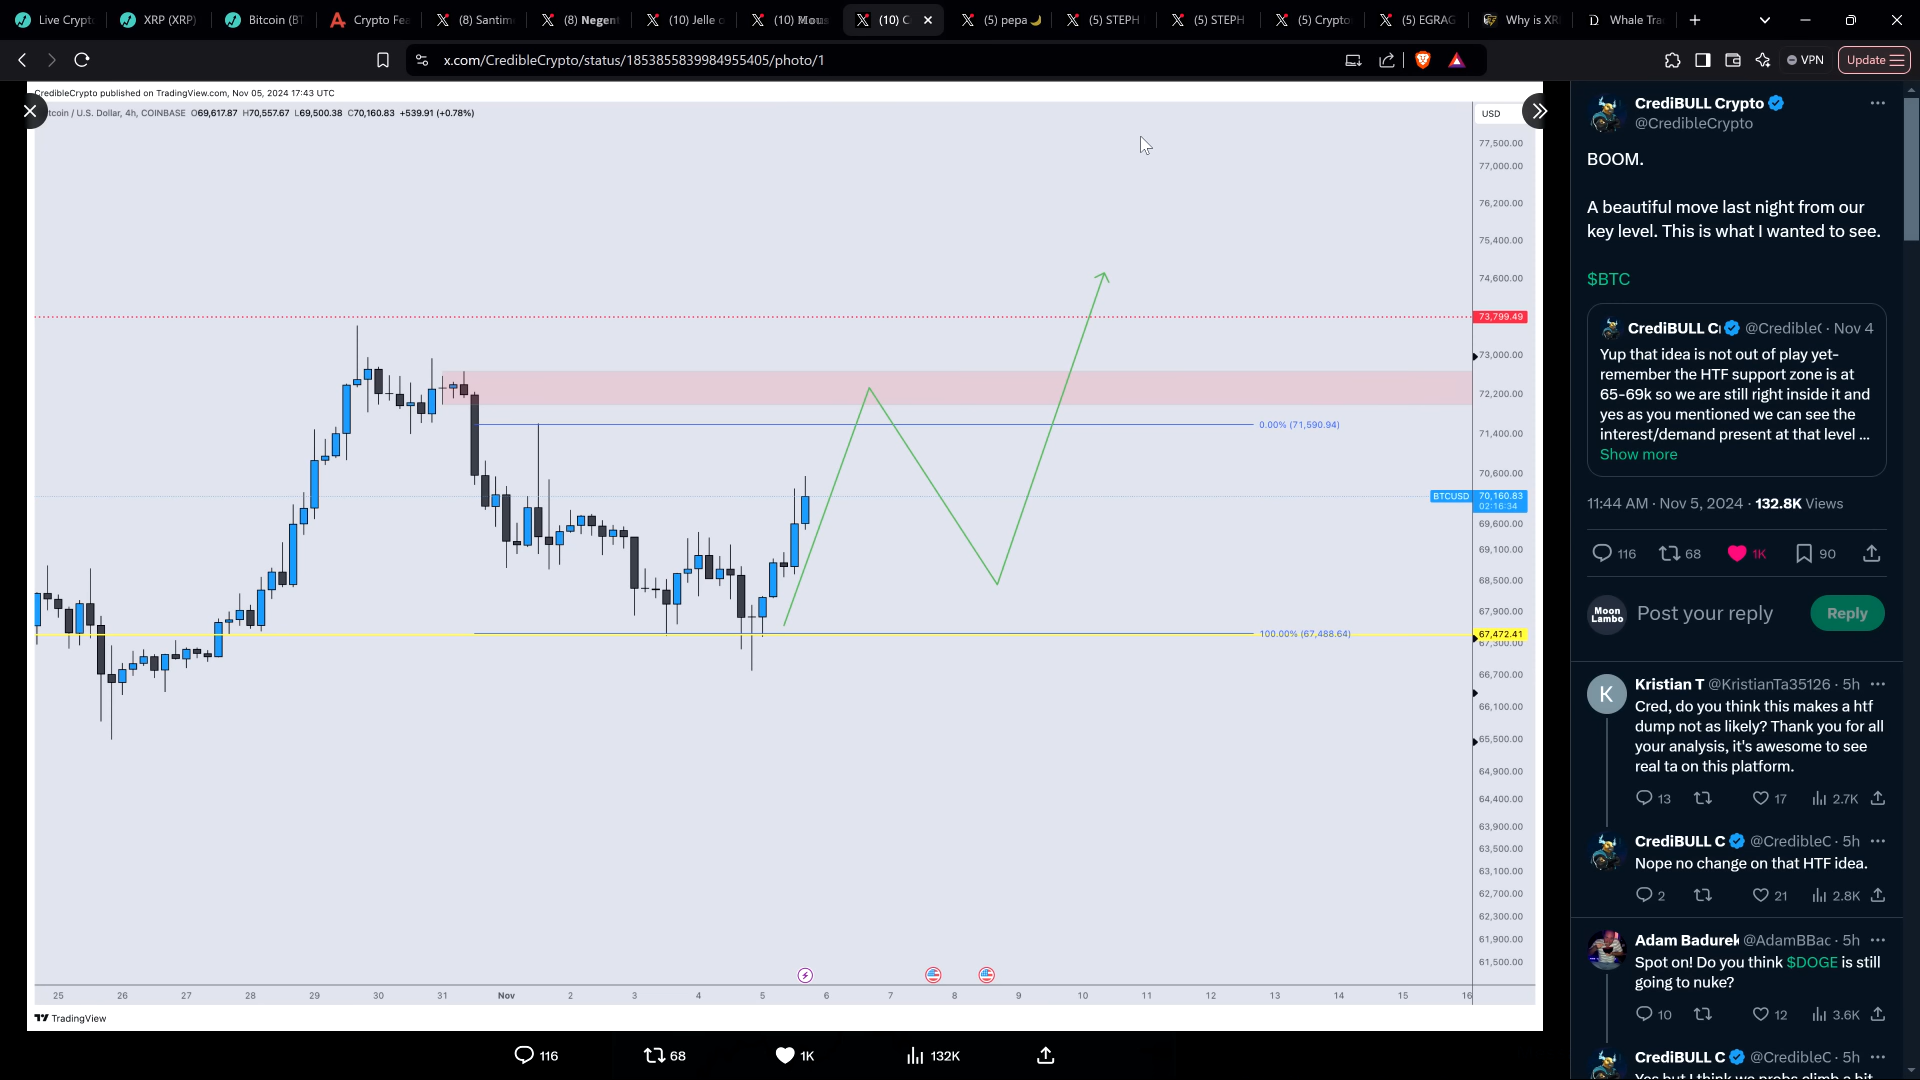 Live Crypt
XRP (XRP)
Bitcoin (BT
Crypto Fea
(8) Santim
(8) Negent
(10) Jelle
(10) Mous
(10) C
(5) pepa 🌙
(5) STEPH
(5) STEPH
(5) Crypto
(5) EGRAG
Why is XR
Whale Tra
x.com/CredibleCrypto/status/1853855839984955405/photo/1
VPN
Update
CredibleCrypto published on TradingView.com, Nov 05, 2024 17:43 UTC
tcoin / U.S. Dollar, 4h, COINBASE O69,617.87 H70,557.67 L69,500.38 C70,160.83 +539.91 (+0.78%)
USD
77,500.00
77,000.00
76,200.00
75,400.00
74,600.00
73,799.49
73,000.00
72,200.00
0.00% (71,590.94)
71,400.00
70,600.00
BTCUSD 70,160.83
02:16:34
69,600.00
69,100.00
68,500.00
67,900.00
100.00% (67,488.64)
67,472.41
67,300.00
66,700.00
66,100.00
65,500.00
64,900.00
64,400.00
63,900.00
63,500.00
63,100.00
62,700.00
62,300.00
61,900.00
61,500.00
25 26 27 28 29 30 31 Nov 2 3 4 5 6 7 8 9 10 11 12 13 14 15 16
TradingView
116
68
1K
132K
CrediBULL Crypto
@CredibleCrypto
BOOM.
A beautiful move last night from our
key level. This is what I wanted to see.
$BTC
CrediBULL C @Credible · Nov 4
Yup that idea is not out of play yet-
remember the HTF support zone is at
65-69k so we are still right inside it and
yes as you mentioned we can see the
interest/demand present at that level ...
Show more
11:44 AM · Nov 5, 2024 · 132.8K Views
116 68 1K 90
Moon
Lambo
Post your reply
Reply
K
Kristian T @KristianTa35126 · 5h
Cred, do you think this makes a htf
dump not as likely? Thank you for all
your analysis, it's awesome to see
real ta on this platform.
13 17 2.7K
CrediBULL C @CredibleC · 5h
Nope no change on that HTF idea.
2 21 2.8K
Adam Badurek @AdamBBac · 5h
Spot on! Do you think $DOGE is still
going to nuke?
10 12 3.6K
CrediBULL C @CredibleC · 5h
Yes but I think we probs climb a bit